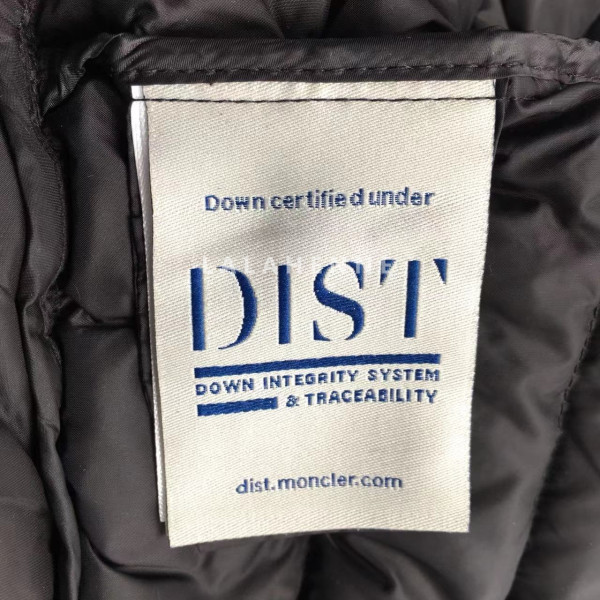 Down certified under
DIST
DOWN INTEGRITY SYSTEM
& TRACEABILITY
dist.moncler.com